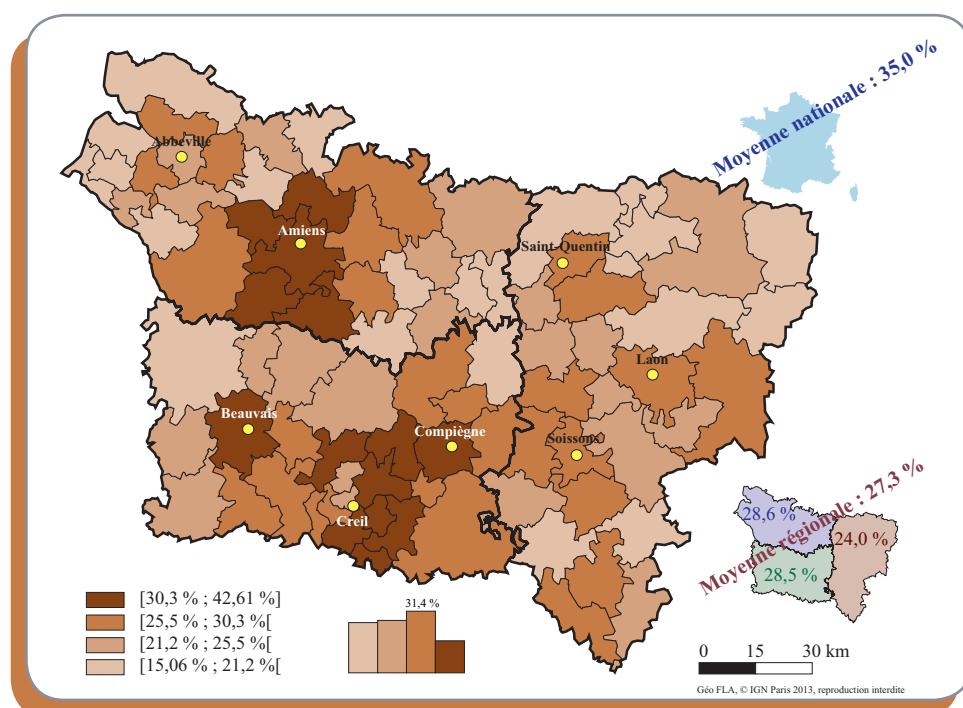 Moyenne nationale : 35,0 %
Abbeville
Amiens
Saint-Quentin
Laon
Beauvais
Compiègne
Soissons
Creil
Moyenne régionale : 27,3 %
28,6 %
24,0 %
28,5 %
[30,3 % ; 42,61 %]
[25,5 % ; 30,3 %[
[21,2 % ; 25,5 %[
[15,06 % ; 21,2 %[
31,4 %
0 15 30 km
Géo FLA, © IGN Paris 2013, reproduction interdite